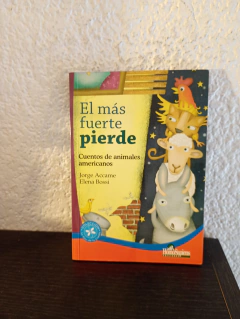 El más
fuerte
pierde
Cuentos de animales
americanos
Jorge Accame
Elena Bossi